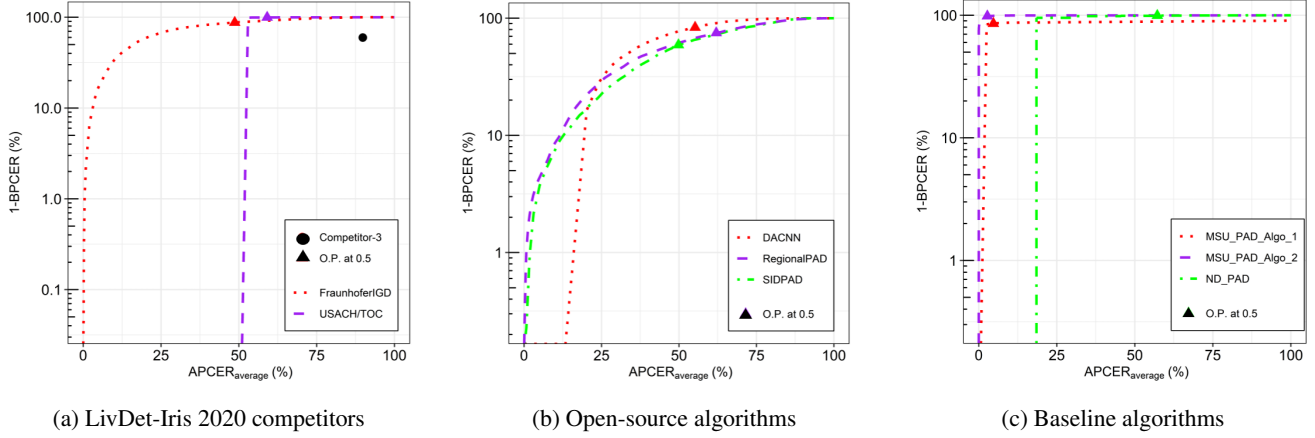 100.0
10.0
1.0
0.1
1-BPCER (%)
0
25
50
75
100
APCERaverage (%)
Competitor-3
O.P. at 0.5
FraunhoferIGD
USACH/TOC
(a) LivDet-Iris 2020 competitors
100
10
1
1-BPCER (%)
0
25
50
75
100
APCERaverage (%)
DACNN
RegionalPAD
SIDPAD
O.P. at 0.5
(b) Open-source algorithms
100
10
1
1-BPCER (%)
0
25
50
75
100
APCERaverage (%)
MSU_PAD_Algo_1
MSU_PAD_Algo_2
ND_PAD
O.P. at 0.5
(c) Baseline algorithms